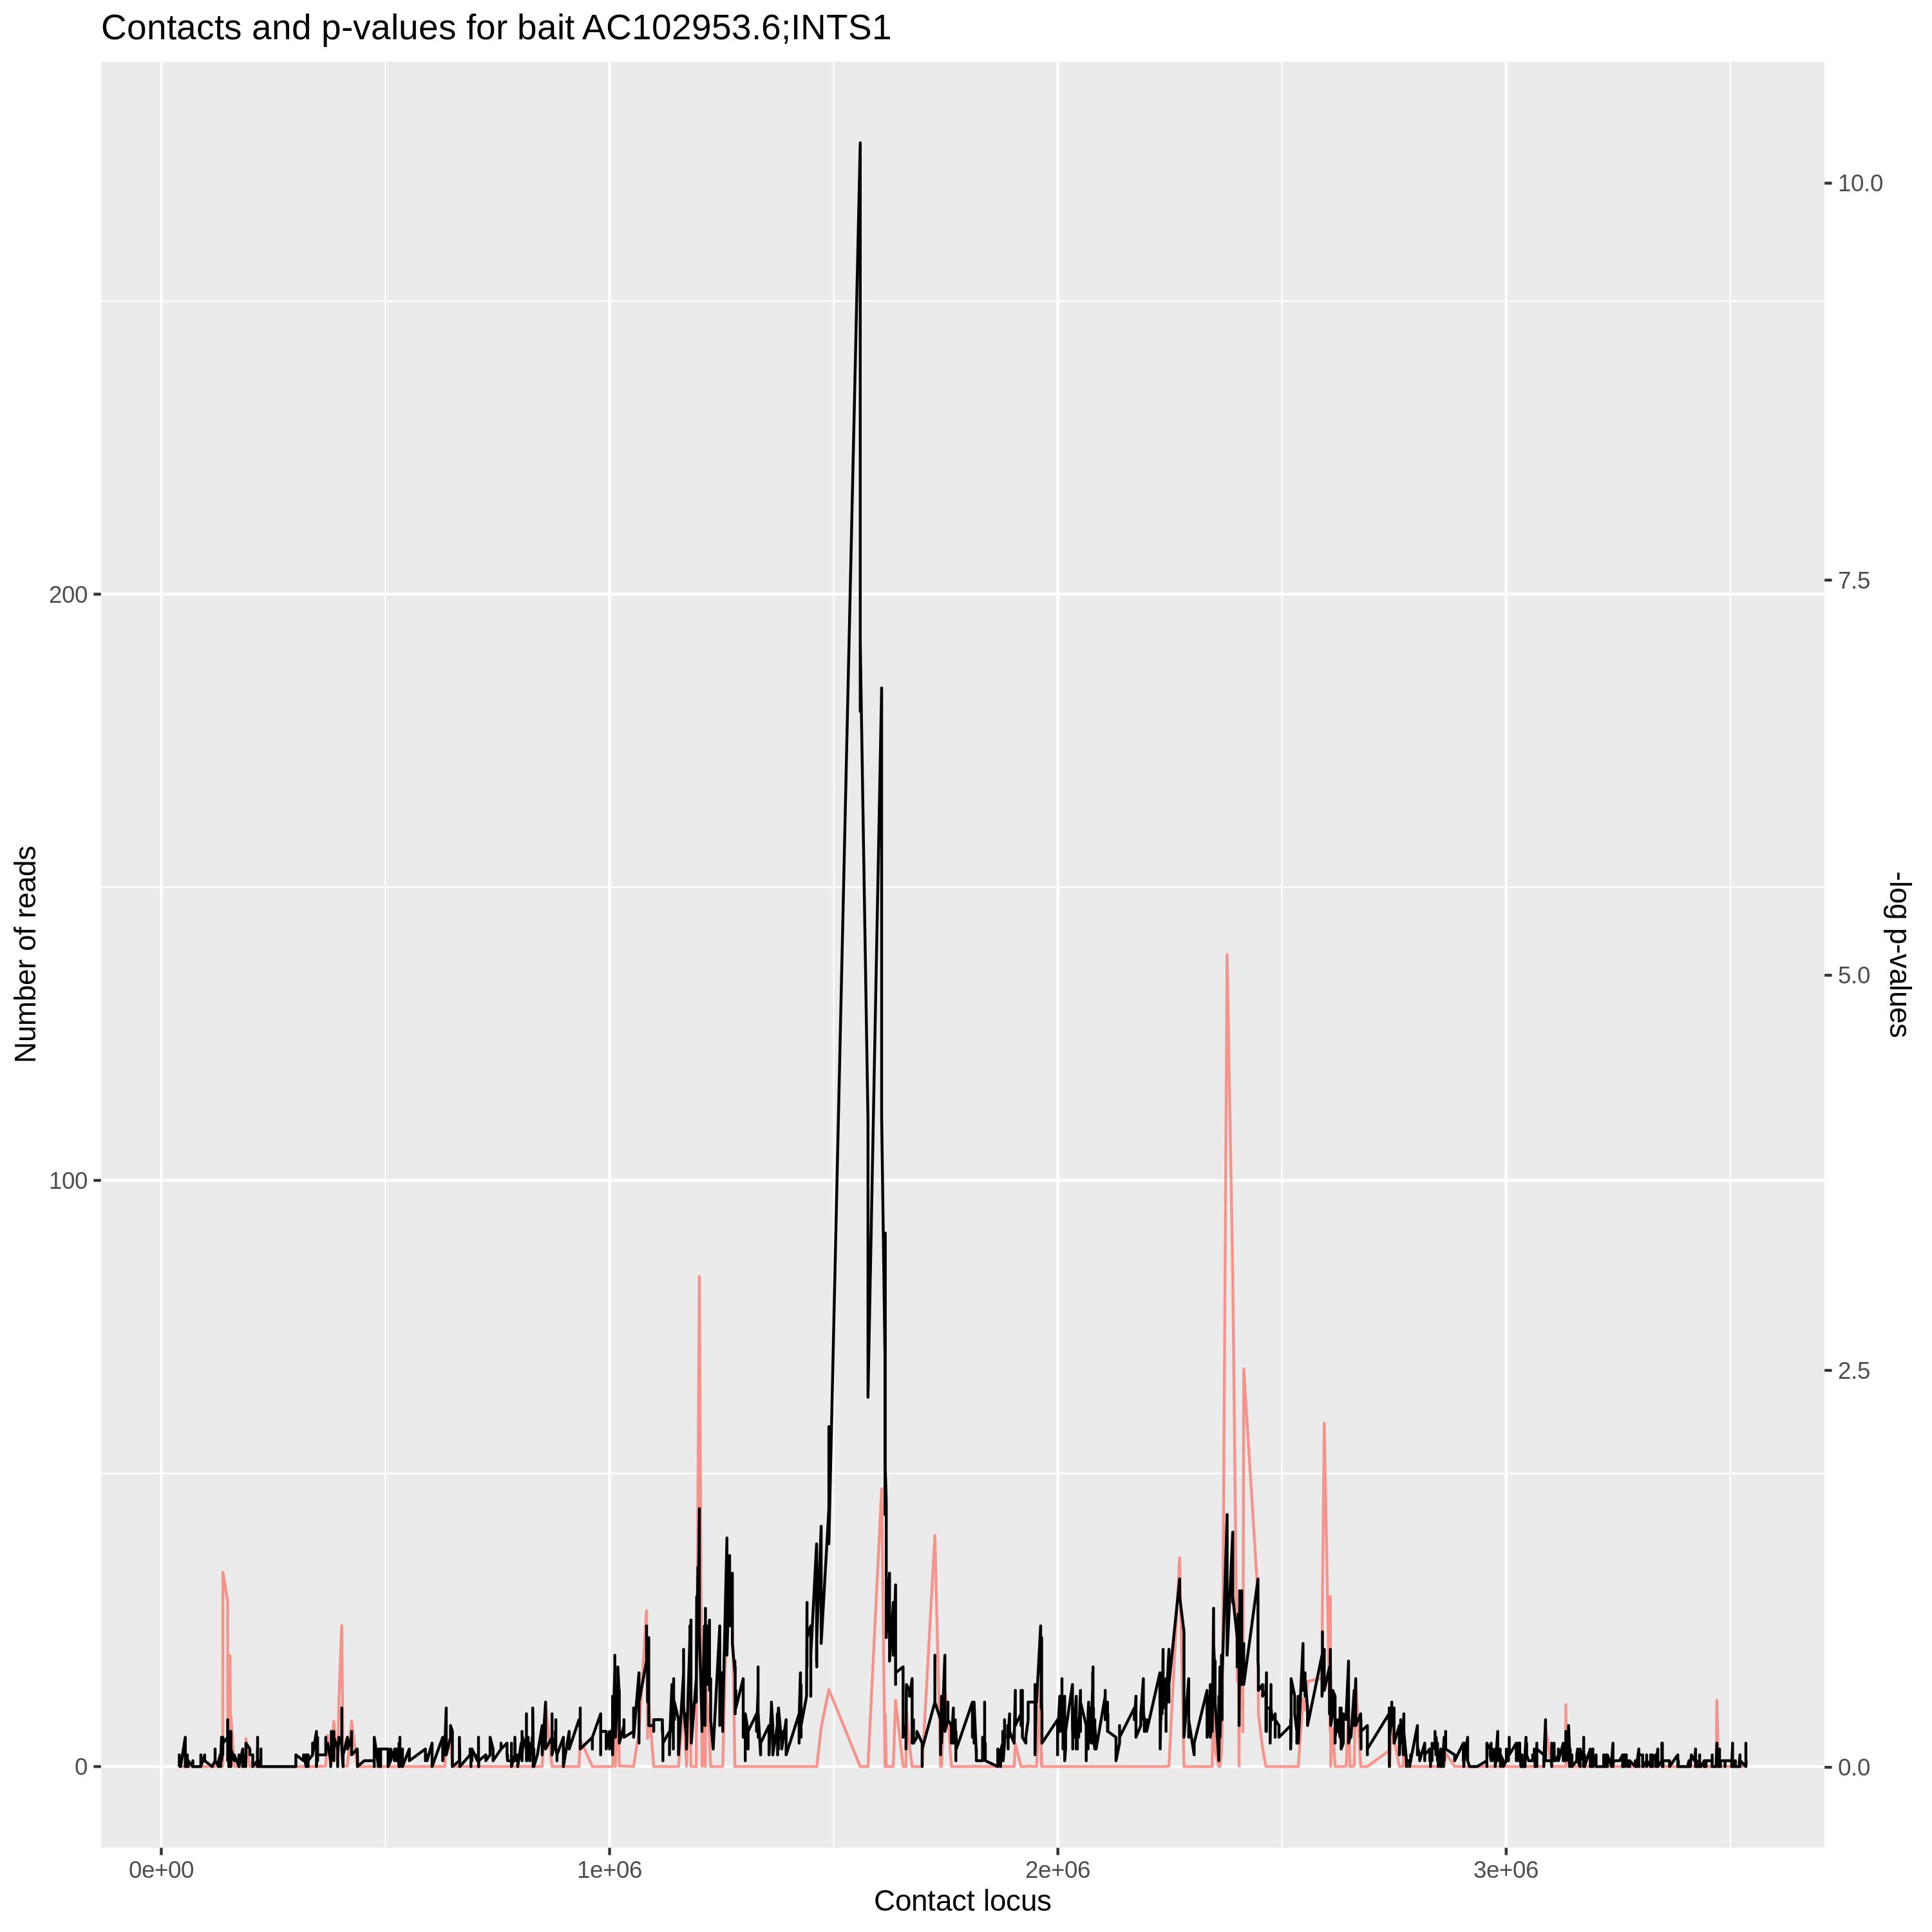 Contacts and p-values for bait AC102953.6;INTS1
Number of reads
200
100
0
10.0
7.5
5.0
2.5
0.0
-log p-values
0e+00
1e+06
2e+06
3e+06
Contact locus